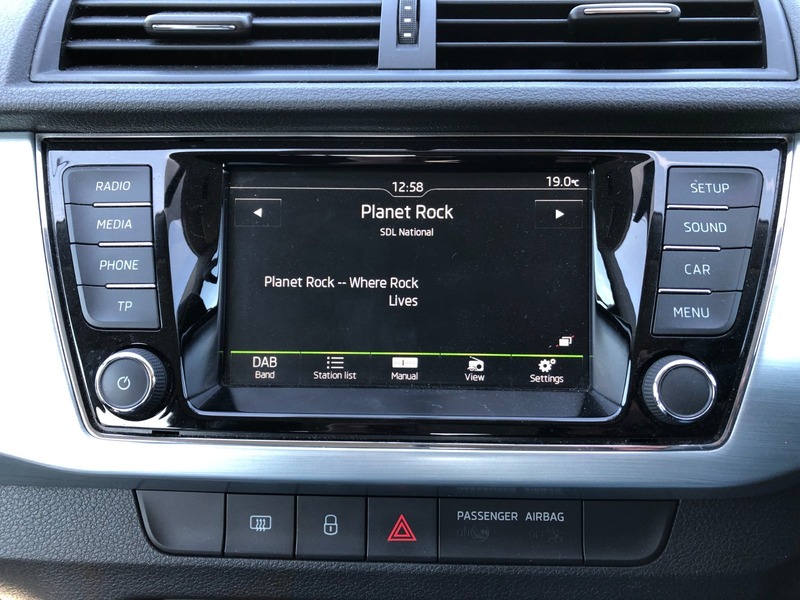 RADIO
MEDIA
PHONE
TP
12:58
19.0°C
Planet Rock
SDL National
Planet Rock -- Where Rock
Lives
DAB
Band
Station list
Manual
View
Settings
SETUP
SOUND
CAR
MENU
PASSENGER AIRBAG